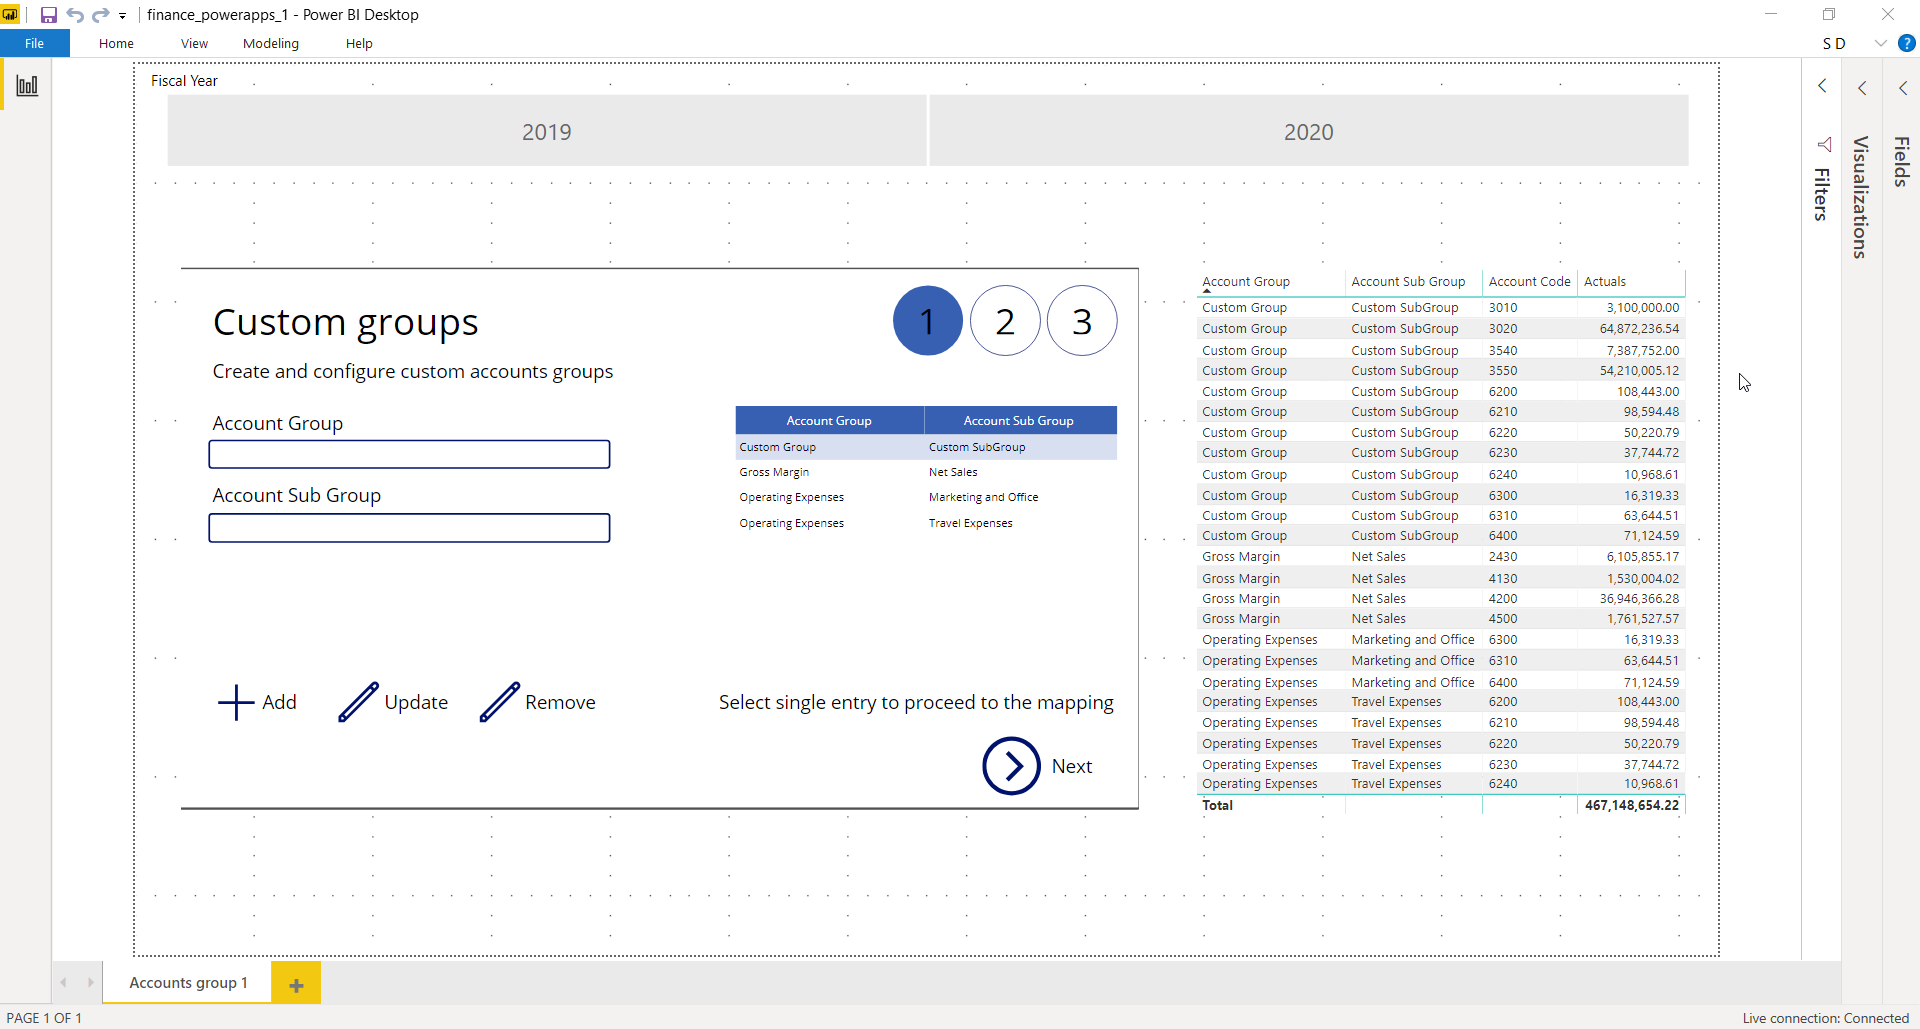 finance_powerapps_1 - Power BI Desktop
File Home View Modeling Help S D ?
Fiscal Year
2019 2020
Filters
Visualizations
Fields
Custom groups
1 2 3
Create and configure custom accounts groups
Account Group
Account Sub Group
Account Group Account Sub Group
Custom Group Custom SubGroup
Gross Margin Net Sales
Operating Expenses Marketing and Office
Operating Expenses Travel Expenses
Add Update Remove
Select single entry to proceed to the mapping
Next
Account Group Account Sub Group Account Code Actuals
Custom Group Custom SubGroup 3010 3,100,000.00
Custom Group Custom SubGroup 3020 64,872,236.54
Custom Group Custom SubGroup 3540 7,387,752.00
Custom Group Custom SubGroup 3550 54,210,005.12
Custom Group Custom SubGroup 6200 108,443.00
Custom Group Custom SubGroup 6210 98,594.48
Custom Group Custom SubGroup 6220 50,220.79
Custom Group Custom SubGroup 6230 37,744.72
Custom Group Custom SubGroup 6240 10,968.61
Custom Group Custom SubGroup 6300 16,319.33
Custom Group Custom SubGroup 6310 63,644.51
Custom Group Custom SubGroup 6400 71,124.59
Gross Margin Net Sales 2430 6,105,855.17
Gross Margin Net Sales 4130 1,530,004.02
Gross Margin Net Sales 4200 36,946,366.28
Gross Margin Net Sales 4500 1,761,527.57
Operating Expenses Marketing and Office 6300 16,319.33
Operating Expenses Marketing and Office 6310 63,644.51
Operating Expenses Marketing and Office 6400 71,124.59
Operating Expenses Travel Expenses 6200 108,443.00
Operating Expenses Travel Expenses 6210 98,594.48
Operating Expenses Travel Expenses 6220 50,220.79
Operating Expenses Travel Expenses 6230 37,744.72
Operating Expenses Travel Expenses 6240 10,968.61
Total 467,148,654.22
Accounts group 1
PAGE 1 OF 1
Live connection: Connected